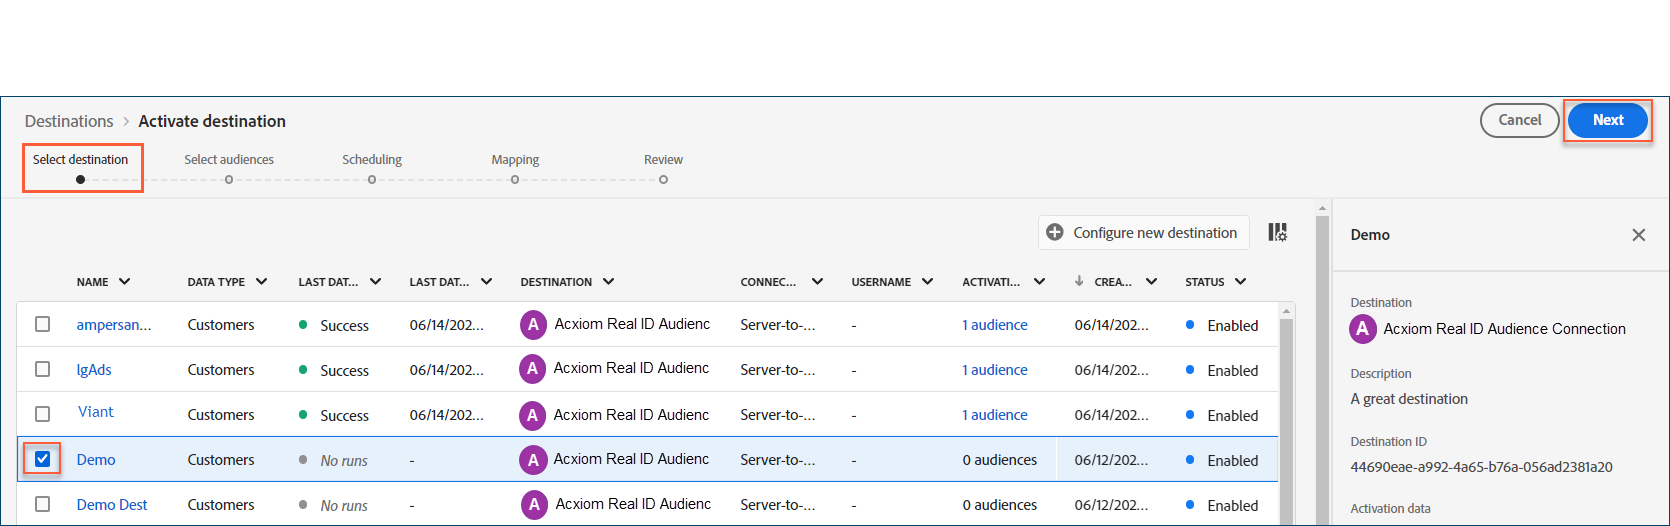 Destinations > Activate destination
Cancel
Next
Select destination
Select audiences
Scheduling
Mapping
Review
Configure new destination
NAME DATA TYPE LAST DAT... LAST DAT... DESTINATION CONNEC... USERNAME ACTIVATI... CREA... STATUS
ampersan... Customers Success 06/14/202... A Acxiom Real ID Audienc Server-to-... - 1 audience 06/14/202... Enabled
lgAds Customers Success 06/14/202... A Acxiom Real ID Audienc Server-to-... - 1 audience 06/14/202... Enabled
Viant Customers Success 06/14/202... A Acxiom Real ID Audienc Server-to-... - 1 audience 06/14/202... Enabled
Demo Customers No runs - A Acxiom Real ID Audienc Server-to-... - 0 audiences 06/12/202... Enabled
Demo Dest Customers No runs - A Acxiom Real ID Audienc Server-to-... - 0 audiences 06/12/202... Enabled
Demo
Destination
A Acxiom Real ID Audience Connection
Description
A great destination
Destination ID
44690eae-a992-4a65-b76a-056ad2381a20
Activation data